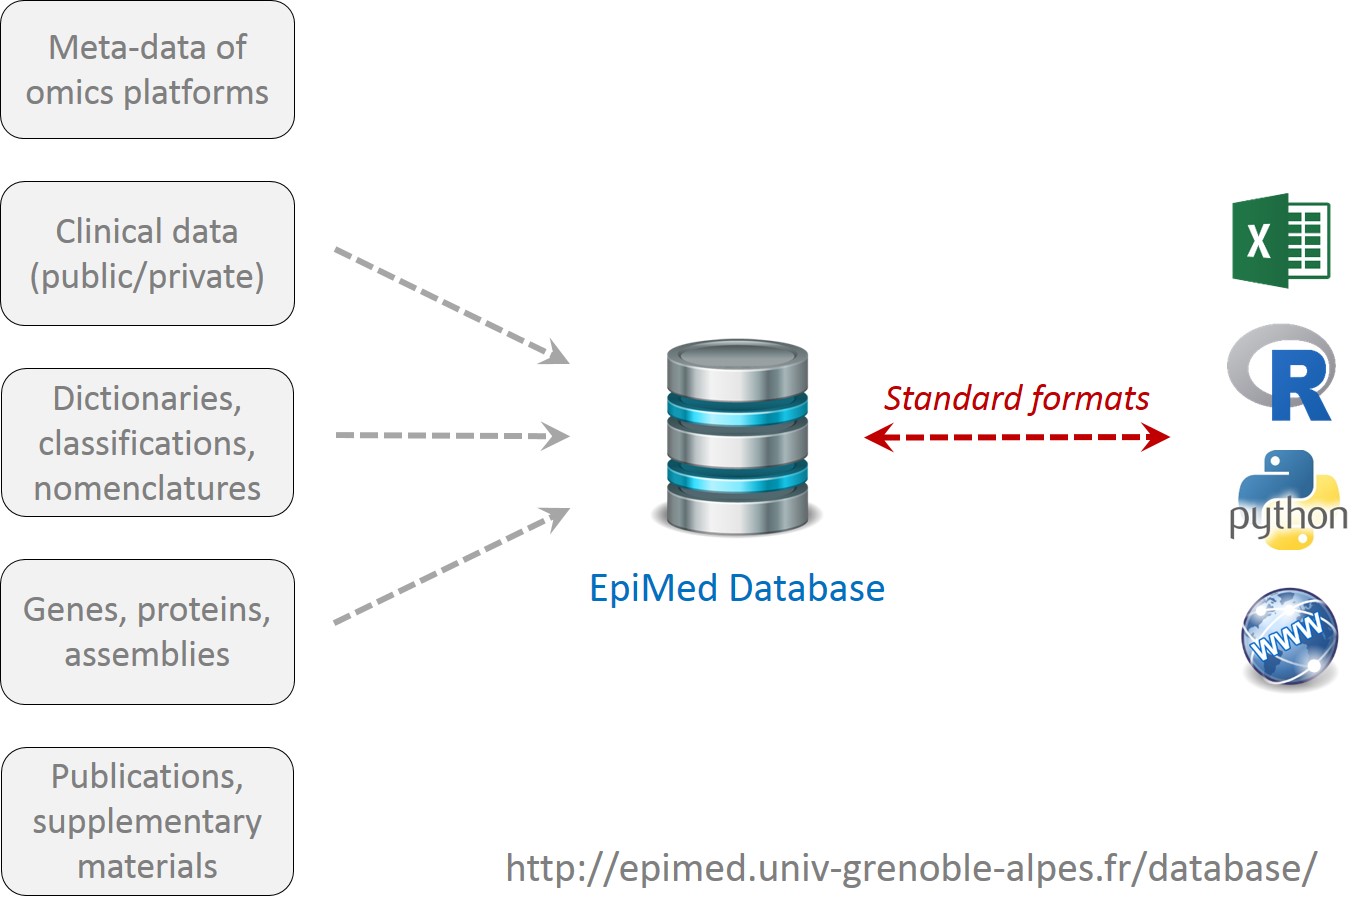 Meta-data of
omics platforms
Clinical data
(public/private)
Dictionaries,
classifications,
nomenclatures
Genes, proteins,
assemblies
Publications,
supplementary
materials
EpiMed Database
Standard formats
X
R
python
www
http://epimed.univ-grenoble-alpes.fr/database/